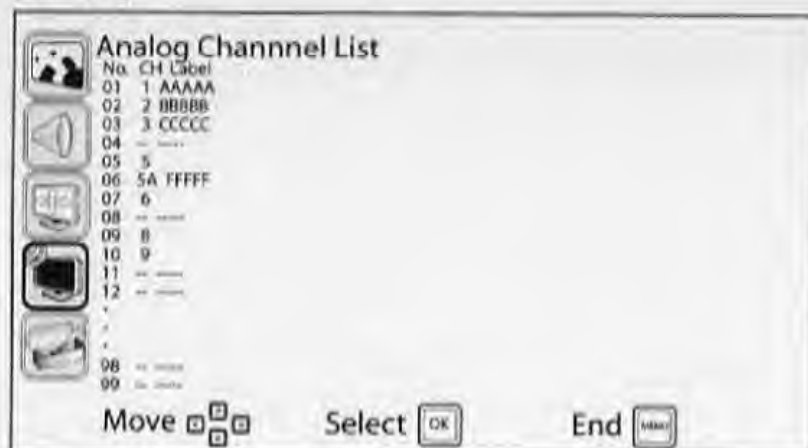 Analog Channnel List
No. CH Label
01 1 AAAAA
02 2 BBBBB
03 3 CCCCC
04 -- -----
05 5
06 5A FFFFF
07 6
08 -- -----
09 8
10 9
11 -- -----
12 -- -----
.
.
.
98 -- -----
99 -- -----
Move Select OK End MENU